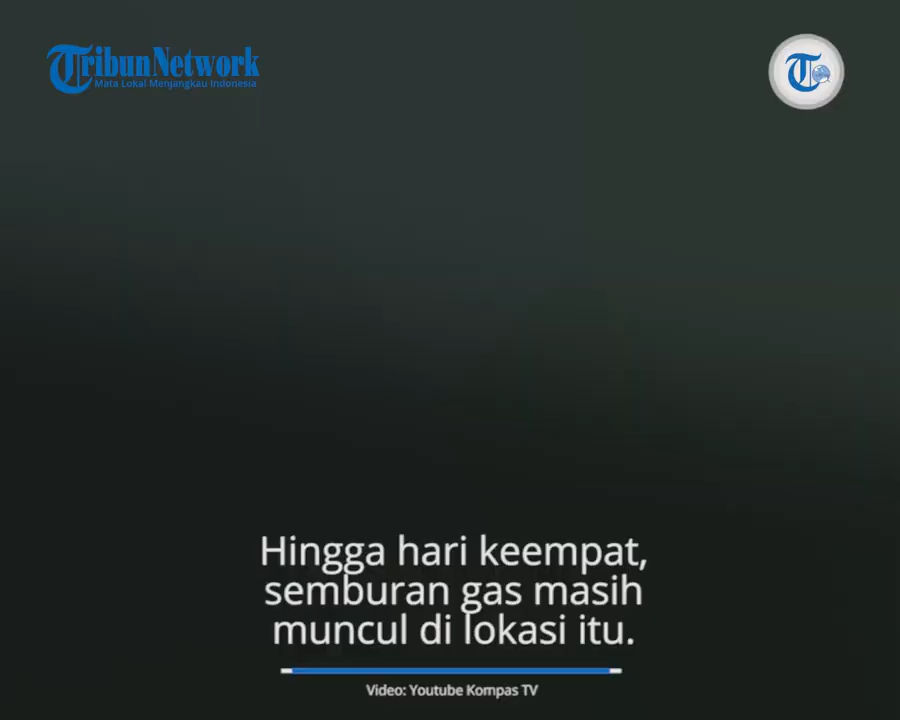 TribunNetwork
Mata Lokal Menjangkau Indonesia
T
Hingga hari keempat,
semburan gas masih
muncul di lokasi itu.
Video: Youtube Kompas TV